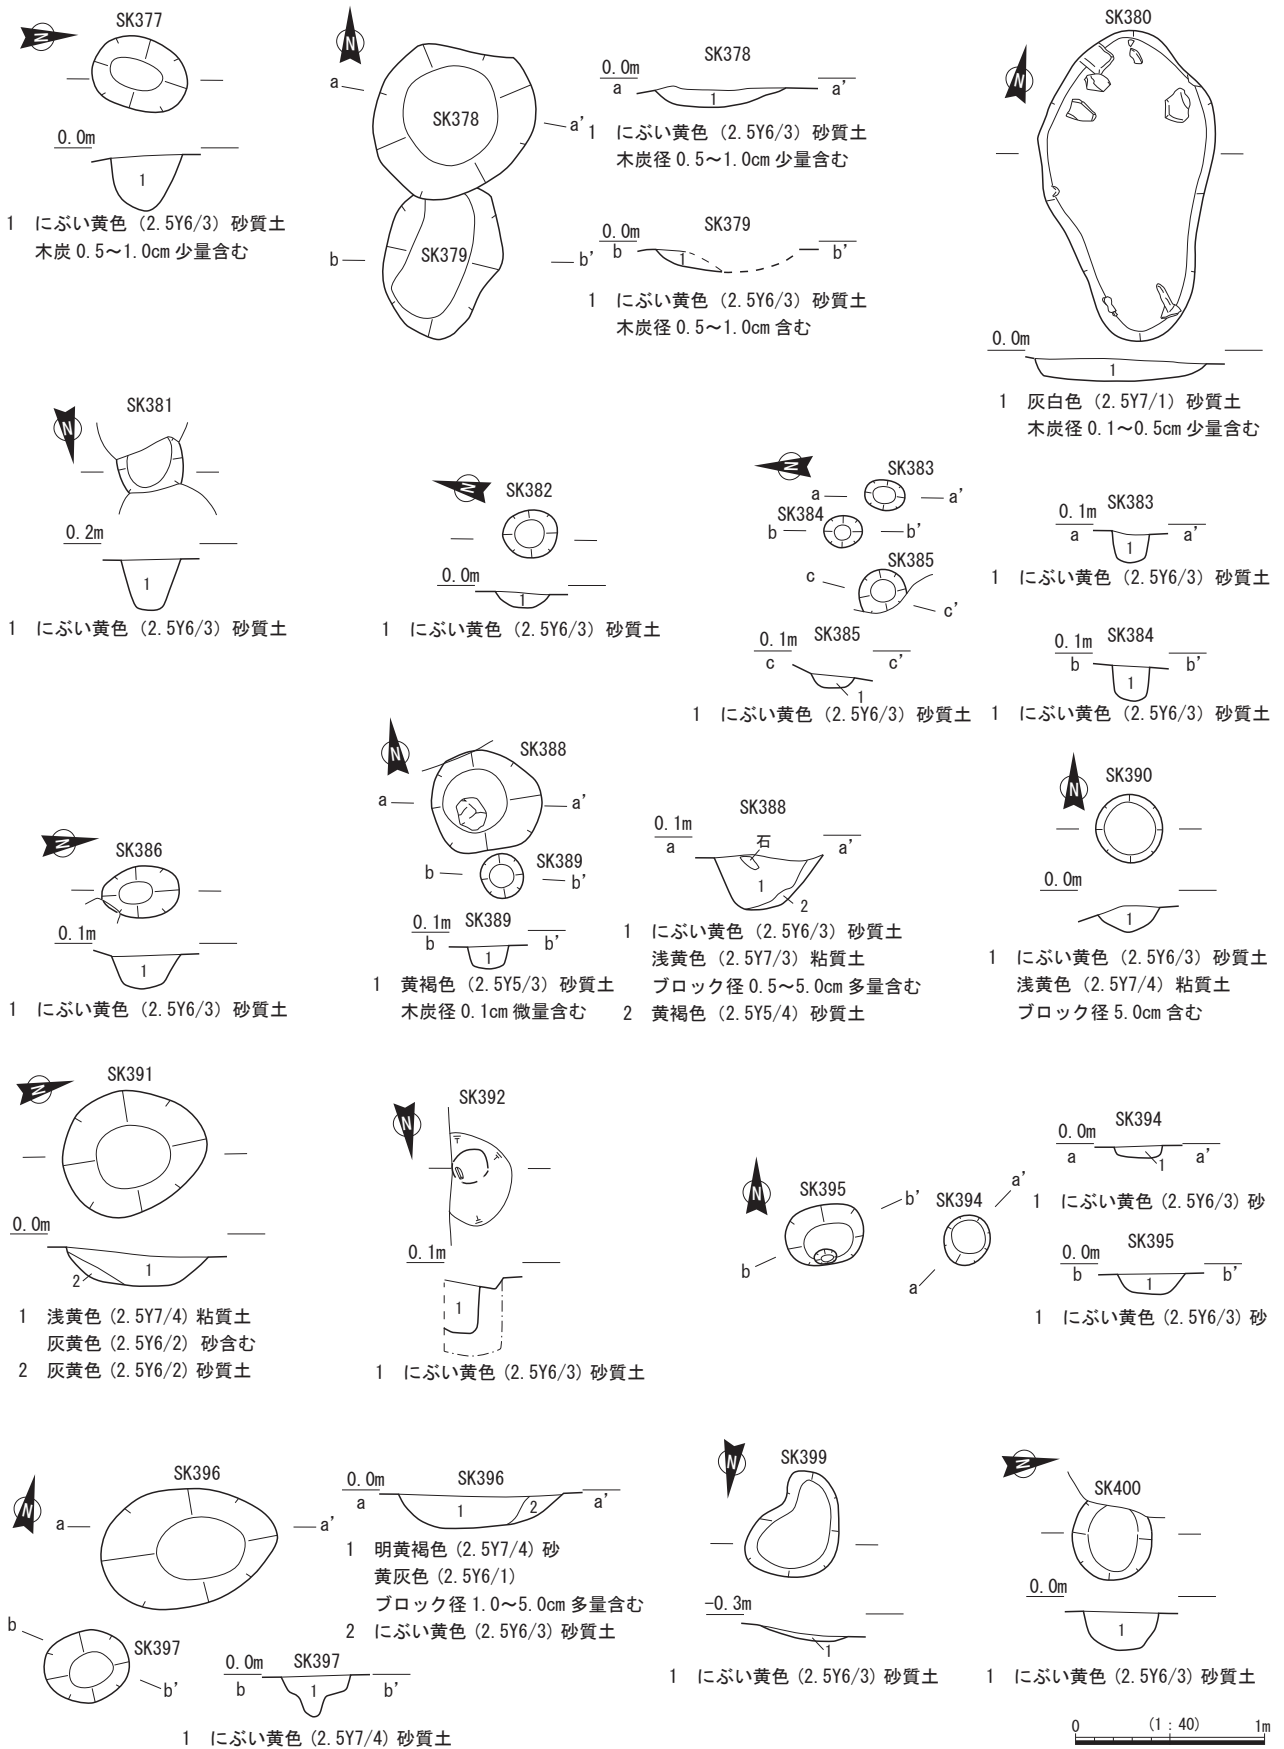 SK377
N
0.0m
1
1 にぶい黄色（2.5Y6/3）砂質土
木炭 0.5～1.0cm 少量含む
N
a
SK378
a’
SK379
b
b’
SK378
0.0m
a
a’
1
1 にぶい黄色（2.5Y6/3）砂質土
木炭径 0.5～1.0cm 少量含む
SK379
0.0m
b
b’
1
1 にぶい黄色（2.5Y6/3）砂質土
木炭径 0.5～1.0cm 含む
SK380
N
0.0m
1
1 灰白色（2.5Y7/1）砂質土
木炭径 0.1～0.5cm 少量含む
SK381
N
0.2m
1
1 にぶい黄色（2.5Y6/3）砂質土
SK382
N
0.0m
1
1 にぶい黄色（2.5Y6/3）砂質土
N
SK383
a
a’
SK384
b
b’
SK385
c
c’
0.1m
SK385
c
c’
1
1 にぶい黄色（2.5Y6/3）砂質土
0.1m
SK383
a
a’
1
1 にぶい黄色（2.5Y6/3）砂質土
0.1m
SK384
b
b’
1
1 にぶい黄色（2.5Y6/3）砂質土
N
SK386
0.1m
1
1 にぶい黄色（2.5Y6/3）砂質土
N
SK388
a
a’
SK389
b
b’
0.1m
SK389
b
b’
1
1 黄褐色（2.5Y5/3）砂質土
木炭径 0.1cm 微量含む
SK388
0.1m
a
a’
石
1
2
1 にぶい黄色（2.5Y6/3）砂質土
浅黄色（2.5Y7/3）粘質土
ブロック径 0.5～5.0cm 多量含む
2 黄褐色（2.5Y5/4）砂質土
N
SK390
0.0m
1
1 にぶい黄色（2.5Y6/3）砂質土
浅黄色（2.5Y7/4）粘質土
ブロック径 5.0cm 含む
SK391
N
0.0m
1
2
1 浅黄色（2.5Y7/4）粘質土
灰黄色（2.5Y6/2）砂含む
2 灰黄色（2.5Y6/2）砂質土
SK392
N
0.1m
1
1 にぶい黄色（2.5Y6/3）砂質土
N
SK395
b
b’
SK394
a
a’
SK394
0.0m
a
a’
1
1 にぶい黄色（2.5Y6/3）砂
SK395
0.0m
b
b’
1
1 にぶい黄色（2.5Y6/3）砂
N
SK396
a
a’
b
SK397
b’
0.0m
SK396
a
a’
1
2
1 明黄褐色（2.5Y7/4）砂
黄灰色（2.5Y6/1）
ブロック径 1.0～5.0cm 多量含む
2 にぶい黄色（2.5Y6/3）砂質土
0.0m
SK397
b
b’
1
1 にぶい黄色（2.5Y7/4）砂質土
N
SK399
-0.3m
1
1 にぶい黄色（2.5Y6/3）砂質土
N
SK400
0.0m
1
1 にぶい黄色（2.5Y6/3）砂質土
0 (1：40) 1m